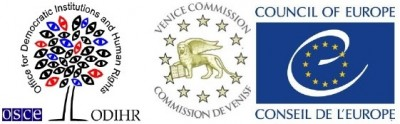 Office for Democratic Institutions and Human Rights
OSCE ODIHR
VENICE COMMISSION
COMMISSION DE VENISE
COUNCIL OF EUROPE
CONSEIL DE L'EUROPE